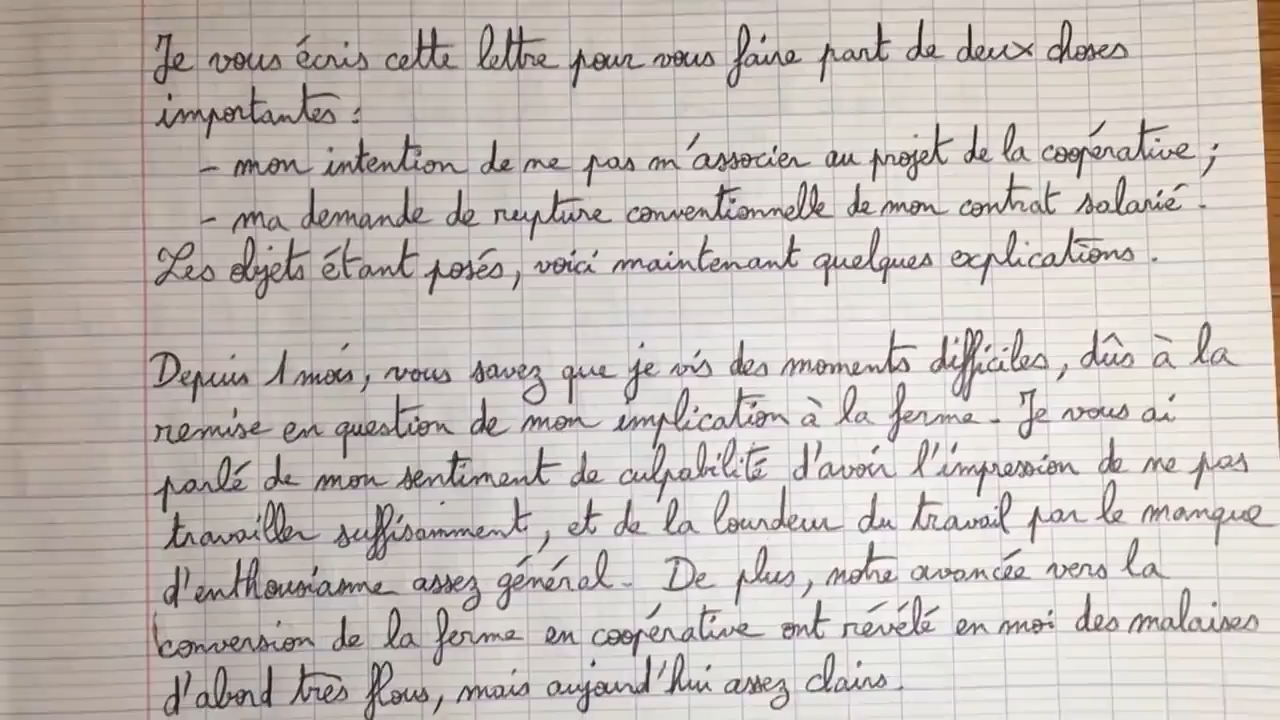 Je vous écris cette lettre pour vous faire part de deux choses
importantes :
- mon intention de ne pas m'associer au projet de la coopérative ;
- ma demande de rupture conventionnelle de mon contrat salarié.
Les objets étant posés, voici maintenant quelques explications.
Depuis 1 mois, vous savez que je vis des moments difficiles, dûs à la
remise en question de mon implication à la ferme. Je vous ai
parlé de mon sentiment de culpabilité d'avoir l'impression de ne pas
travailler suffisamment, et de la lourdeur du travail par le manque
d'enthousiasme assez général. De plus, notre avancée vers la
conversion de la ferme en coopérative ont révélé en moi des malaises
d'abord très flous, mais aujourd'hui assez clairs.